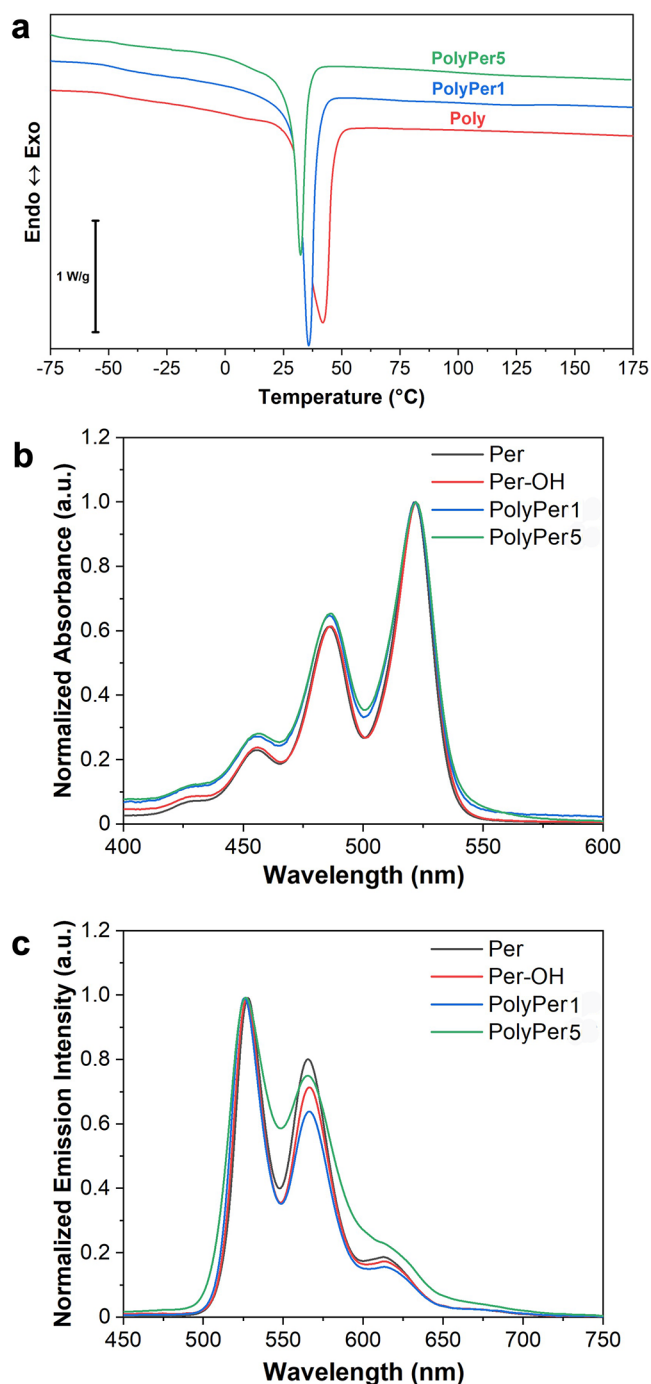 a
PolyPer5
PolyPer1
Poly
Endo ↔ Exo
1 W/g
-75 -50 -25 0 25 50 75 100 125 150 175
Temperature (°C)
b
1.2
1.0
0.8
0.6
0.4
0.2
0
Normalized Absorbance (a.u.)
Per
Per-OH
PolyPer1
PolyPer5
400 450 500 550 600
Wavelength (nm)
c
1.2
1.0
0.8
0.6
0.4
0.2
0
Normalized Emission Intensity (a.u.)
Per
Per-OH
PolyPer1
PolyPer5
450 500 550 600 650 700 750
Wavelength (nm)